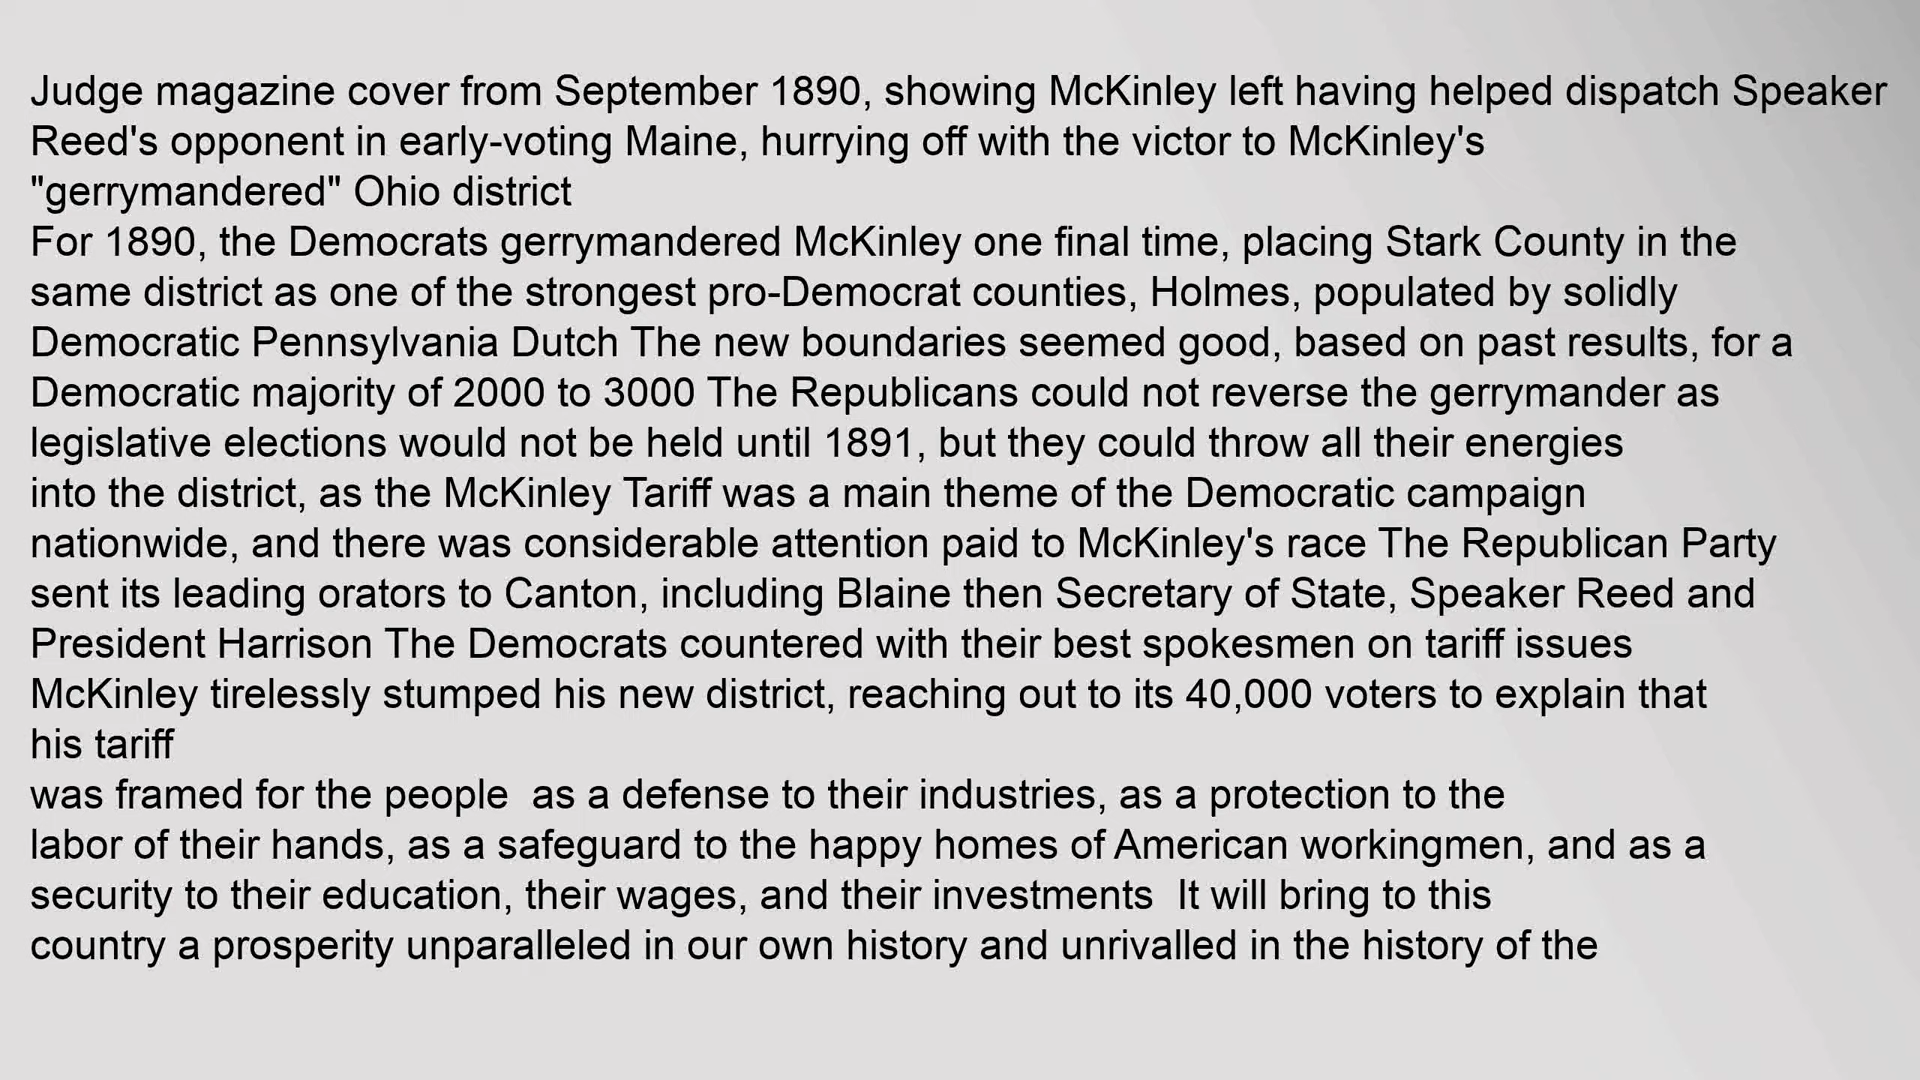 Judge magazine cover from September 1890, showing McKinley left having helped dispatch Speaker
Reed's opponent in early-voting Maine, hurrying off with the victor to McKinley's
"gerrymandered" Ohio district
For 1890, the Democrats gerrymandered McKinley one final time, placing Stark County in the
same district as one of the strongest pro-Democrat counties, Holmes, populated by solidly
Democratic Pennsylvania Dutch The new boundaries seemed good, based on past results, for a
Democratic majority of 2000 to 3000 The Republicans could not reverse the gerrymander as
legislative elections would not be held until 1891, but they could throw all their energies
into the district, as the McKinley Tariff was a main theme of the Democratic campaign
nationwide, and there was considerable attention paid to McKinley's race The Republican Party
sent its leading orators to Canton, including Blaine then Secretary of State, Speaker Reed and
President Harrison The Democrats countered with their best spokesmen on tariff issues
McKinley tirelessly stumped his new district, reaching out to its 40,000 voters to explain that
his tariff
was framed for the people  as a defense to their industries, as a protection to the
labor of their hands, as a safeguard to the happy homes of American workingmen, and as a
security to their education, their wages, and their investments  It will bring to this
country a prosperity unparalleled in our own history and unrivalled in the history of the